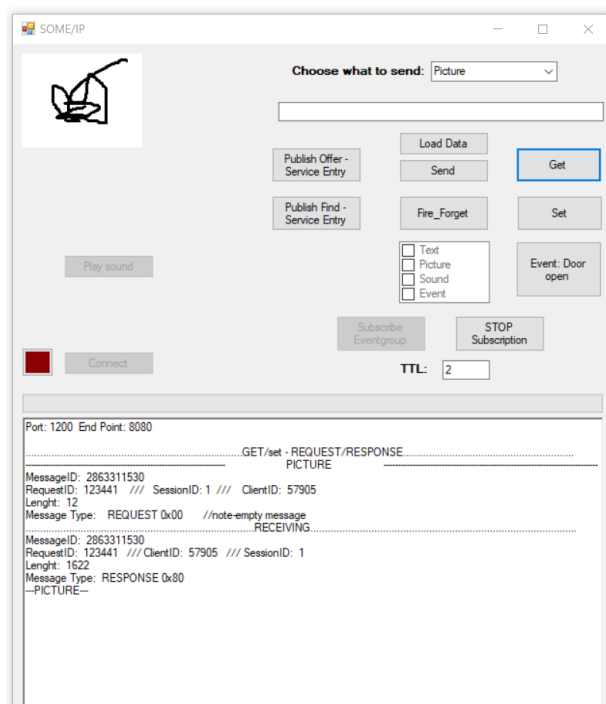 SOME/IP
Choose what to send: Picture
Load Data
Publish Offer -
Service Entry
Send
Get
Publish Find -
Service Entry
Fire_Forget
Set
Play sound
Text
Picture
Sound
Event
Event: Door
open
Subscribe
Eventgroup
STOP
Subscription
Connect
TTL: 2
Port: 1200 End Point: 8080
GET/set - REQUEST/RESPONSE
PICTURE
MessageID: 2863311530
RequestID: 123441 /// SessionID: 1 /// ClientID: 57905
Lenght: 12
Message Type: REQUEST 0x00 //note-empty message
RECEIVING
MessageID: 2863311530
RequestID: 123441 /// ClientID: 57905 /// SessionID: 1
Lenght: 1622
Message Type: RESPONSE 0x80
---PICTURE---